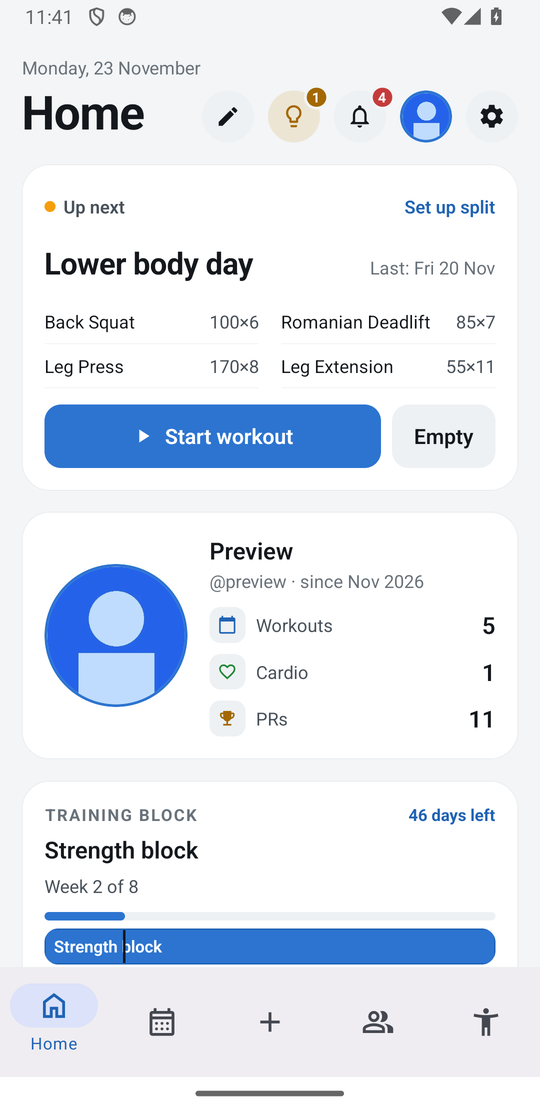 11:41
Monday, 23 November
Home
1
4
Up next
Set up split
Lower body day
Last: Fri 20 Nov
Back Squat 100×6 Romanian Deadlift 85×7
Leg Press 170×8 Leg Extension 55×11
Start workout
Empty
Preview
@preview · since Nov 2026
Workouts 5
Cardio 1
PRs 11
TRAINING BLOCK
46 days left
Strength block
Week 2 of 8
Strength block
Home